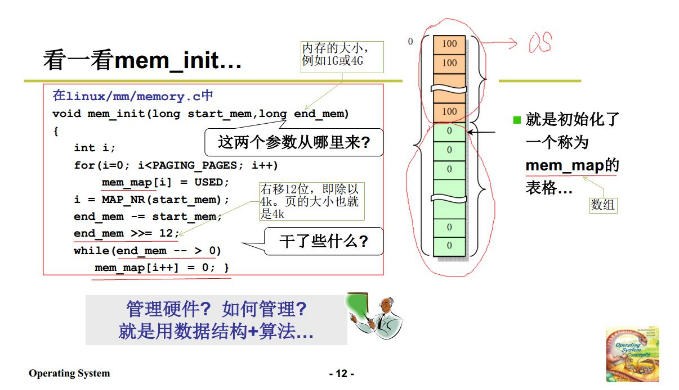 看一看mem_init…
内存的大小，
例如1G或4G
在linux/mm/memory.c中
void mem_init(long start_mem,long end_mem)
{
这两个参数从哪里来?
int i;
for(i=0; i<PAGING_PAGES; i++)
mem_map[i] = USED;
i = MAP_NR(start_mem);
end_mem -= start_mem;
end_mem >>= 12;
while(end_mem -- > 0)
mem_map[i++] = 0; }
右移12位，即除以
4k。页的大小也就
是4k
干了些什么?
0
100
100
100
0
0
0
0
0
OS
就是初始化了
一个称为
mem_map的
表格…
数组
管理硬件? 如何管理?
就是用数据结构+算法…
Operating
System
Concepts
Operating System
- 12 -